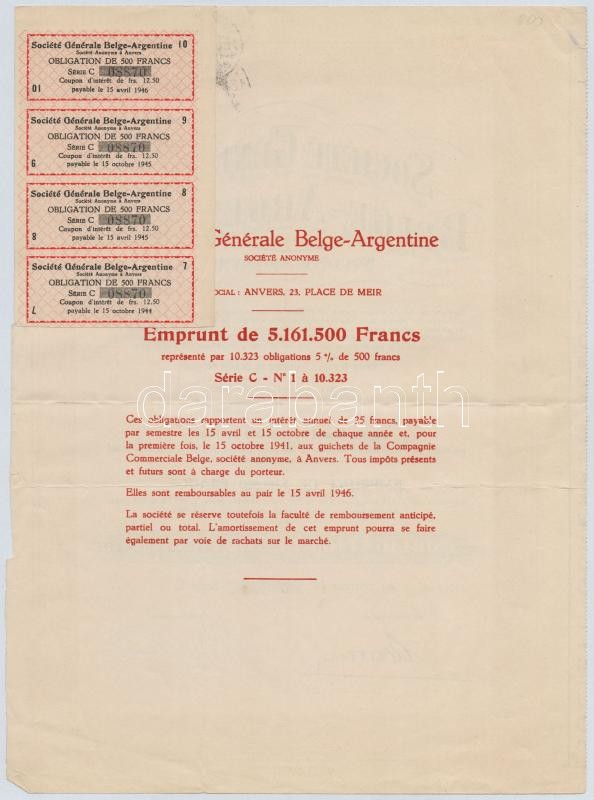 Société Générale Belge-Argentine 10
Société Anonyme à Anvers
OBLIGATION DE 500 FRANCS
SÉRIE C 08870
Coupon d'intérêt de frs. 12.50
10 payable le 15 avril 1946
Société Générale Belge-Argentine 9
Société Anonyme à Anvers
OBLIGATION DE 500 FRANCS
SÉRIE C 08870
Coupon d'intérêt de frs. 12.50
9 payable le 15 octobre 1945
Société Générale Belge-Argentine 8
Société Anonyme à Anvers
OBLIGATION DE 500 FRANCS
SÉRIE C 08870
Coupon d'intérêt de frs. 12.50
8 payable le 15 avril 1945
Société Générale Belge-Argentine 7
Société Anonyme à Anvers
OBLIGATION DE 500 FRANCS
SÉRIE C 08870
Coupon d'intérêt de frs. 12.50
7 payable le 15 octobre 1944
Générale Belge-Argentine
SOCIÉTÉ ANONYME
OCIAL : ANVERS, 23, PLACE DE MEIR
Emprunt de 5.161.500 Francs
représenté par 10.323 obligations 5 % de 500 francs
Série C - N° 1 à 10.323
darabanth
Ces obligations rapportent un intérêt annuel de 25 francs, payable
par semestre les 15 avril et 15 octobre de chaque année et, pour
la première fois, le 15 octobre 1941, aux guichets de la Compagnie
Commerciale Belge, société anonyme, à Anvers. Tous impôts présents
et futurs sont à charge du porteur.
Elles sont remboursables au pair le 15 avril 1946.
La société se réserve toutefois la faculté de remboursement anticipé,
partiel ou total. L'amortissement de cet emprunt pourra se faire
également par voie de rachats sur le marché.